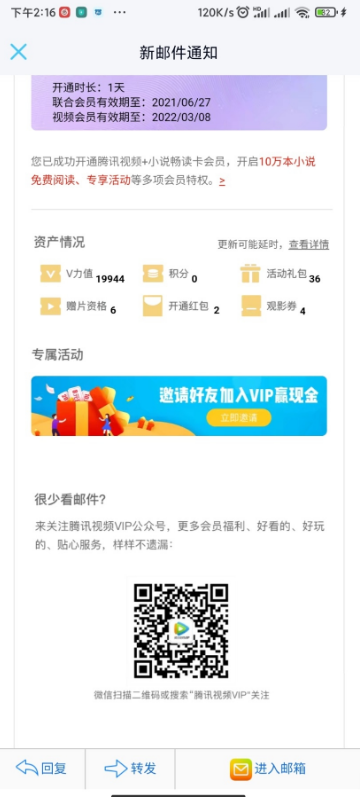 下午2:16 120K/s 82
新邮件通知
开通时长：1天
联合会员有效期至：2021/06/27
视频会员有效期至：2022/03/08
您已成功开通腾讯视频+小说畅读卡会员，开启10万本小说
免费阅读、专享活动等多项会员特权。>
资产情况 更新可能延时，查看详情
V力值 19944 积分 0 活动礼包 36
赠片资格 6 开通红包 2 观影券 4
专属活动
邀请好友加入VIP赢现金
立即邀请
很少看邮件?
来关注腾讯视频VIP公众号，更多会员福利、好看的、好玩
的、贴心服务，样样不遗漏：
微信扫描二维码或搜索"腾讯视频VIP"关注
回复 转发 进入邮箱